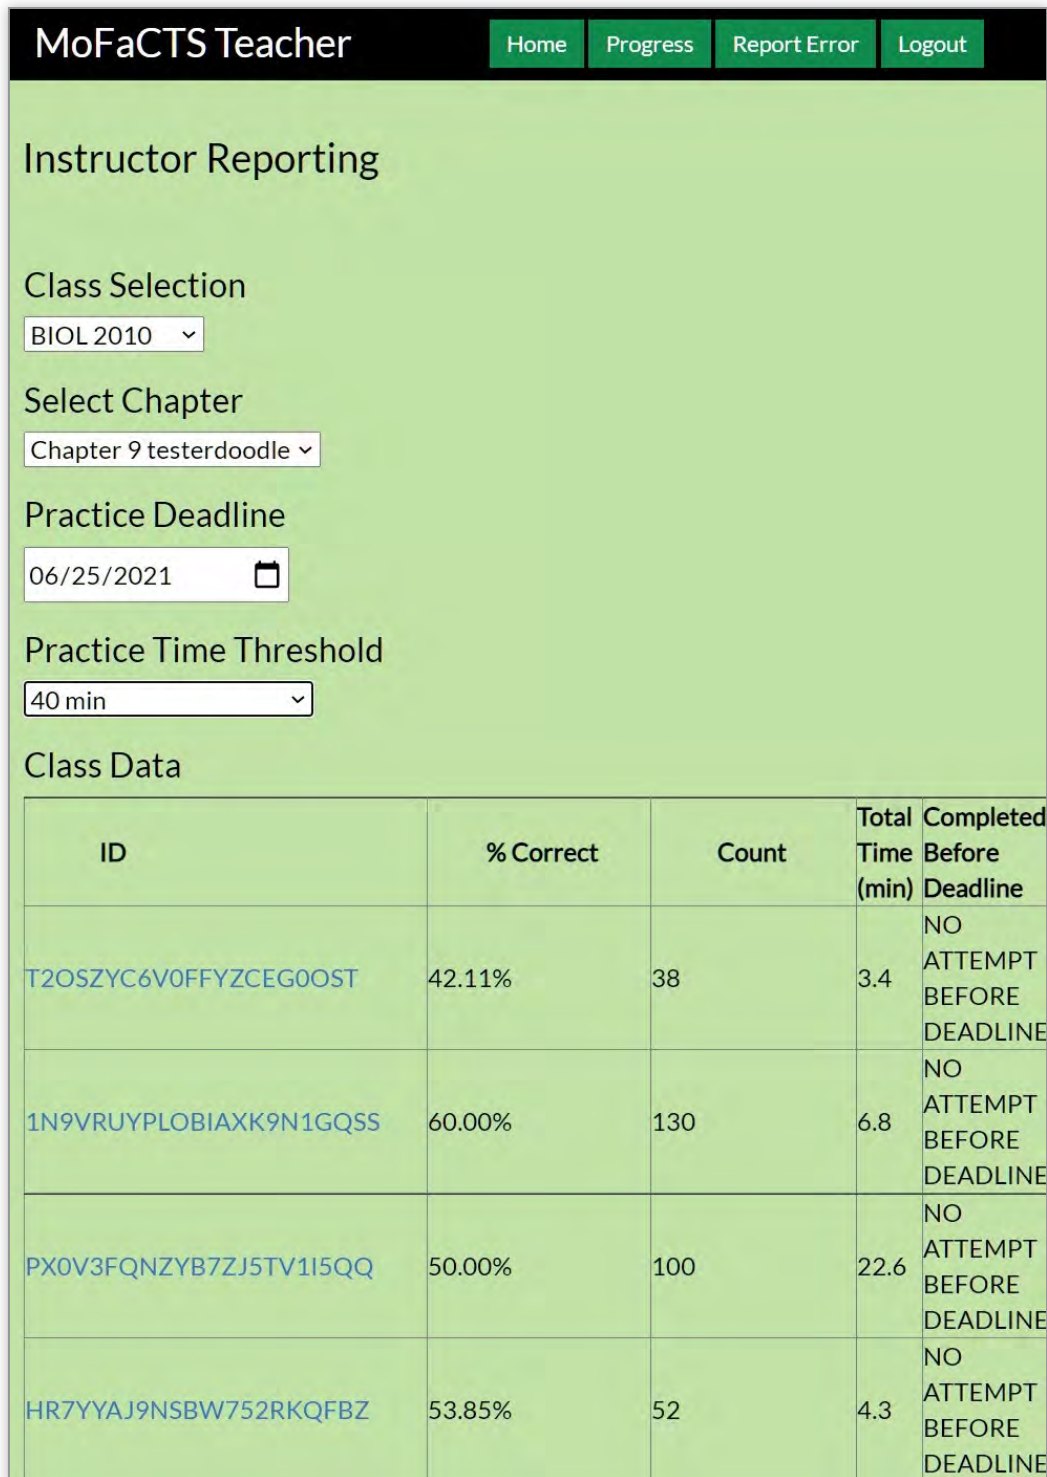 MoFaCTS Teacher Home Progress Report Error Logout
Instructor Reporting
Class Selection
BIOL 2010
Select Chapter
Chapter 9 testerdoodle
Practice Deadline
06/25/2021
Practice Time Threshold
40 min
Class Data
ID % Correct Count Total Time (min) Completed Before Deadline
T2OSZYC6V0FFYZCEG0OST 42.11% 38 3.4 NO ATTEMPT BEFORE DEADLINE
1N9VRUYPLOBIAXK9N1GQSS 60.00% 130 6.8 NO ATTEMPT BEFORE DEADLINE
PX0V3FQNZYB7ZJ5TV1I5QQ 50.00% 100 22.6 NO ATTEMPT BEFORE DEADLINE
HR7YYAJ9NSBW752RKQFBZ 53.85% 52 4.3 NO ATTEMPT BEFORE DEADLINE